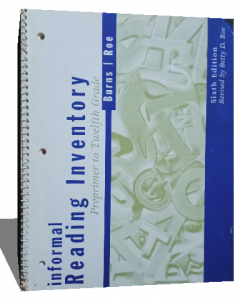 informal
Reading Inventory
Preprimer to Twelfth Grade
Burns | Roe
Sixth Edition
Revised by Betty D. Roe